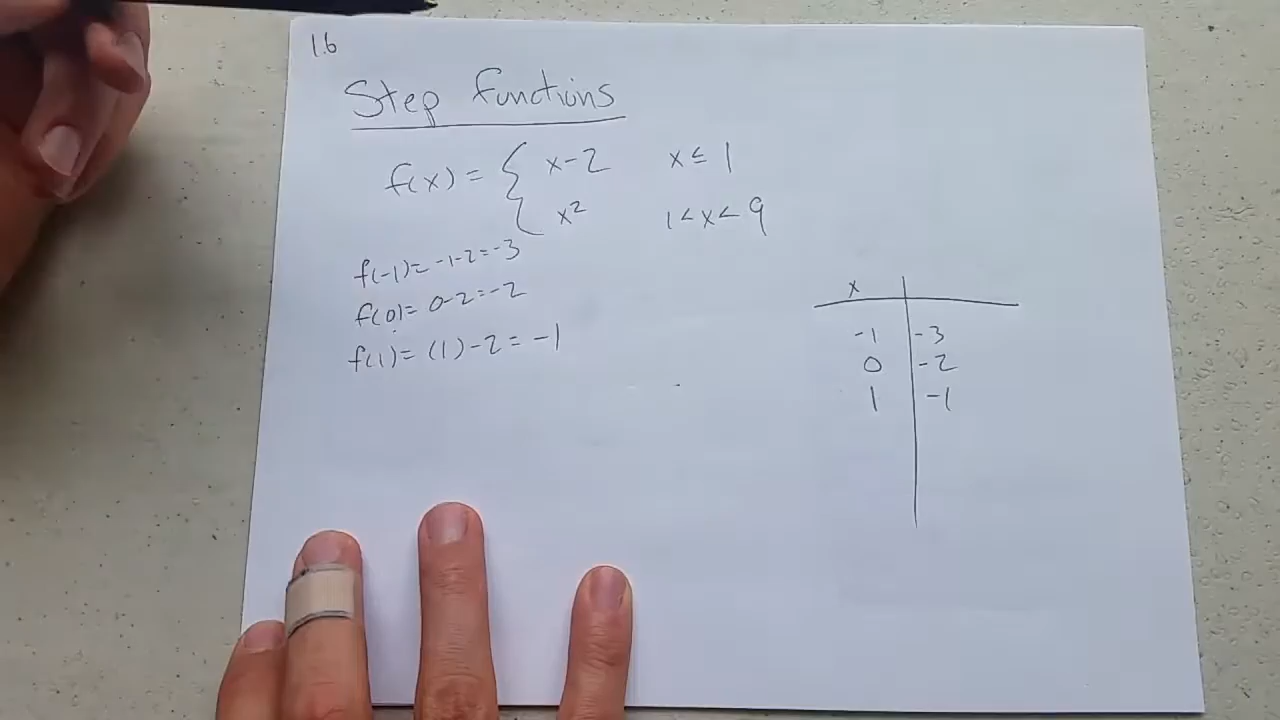 1.6
Step functions
f(x) = { x-2 x ≤ 1
x² 1 < x < 9
f(-1) = -1-2 = -3
f(0) = 0-2 = -2
f(1) = (1) - 2 = -1
x
-1 -3
0 -2
1 -1